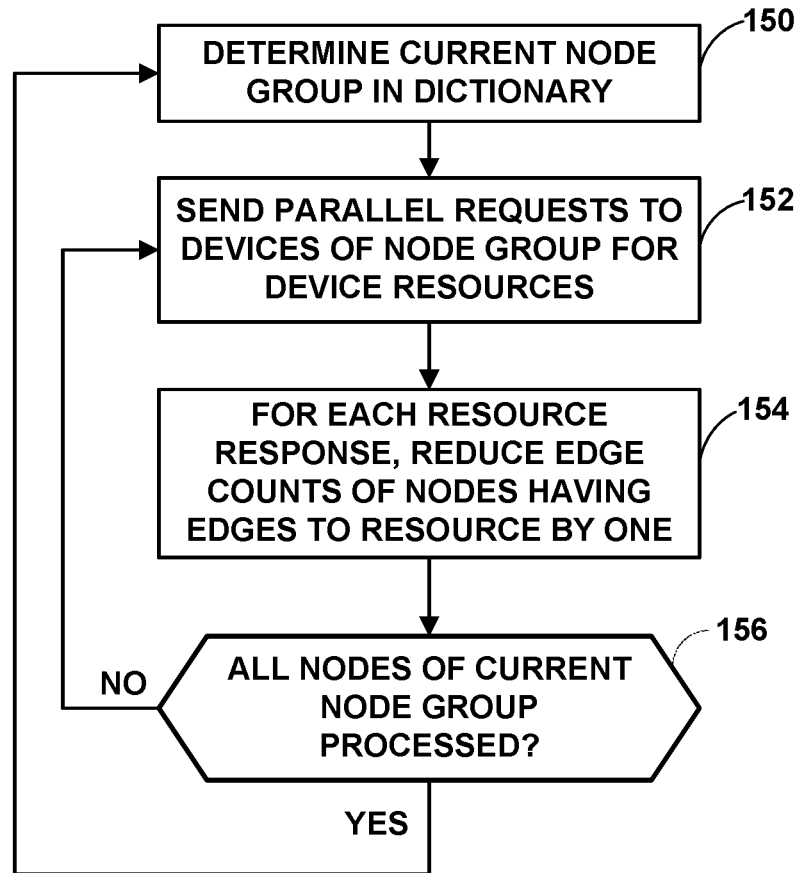 150
DETERMINE CURRENT NODE
GROUP IN DICTIONARY
152
SEND PARALLEL REQUESTS TO
DEVICES OF NODE GROUP FOR
DEVICE RESOURCES
154
FOR EACH RESOURCE
RESPONSE, REDUCE EDGE
COUNTS OF NODES HAVING
EDGES TO RESOURCE BY ONE
156
NO
ALL NODES OF CURRENT
NODE GROUP
PROCESSED?
YES